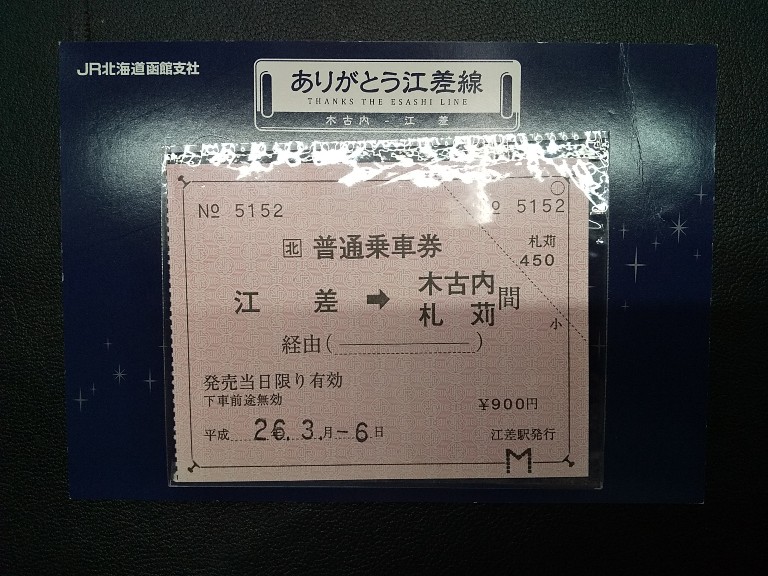 JR北海道函館支社
ありがとう江差線
THANKS THE ESASHI LINE
木古内 - 江差
№ 5152
5152
北 普通乗車券
札苅
450
江差 ➡ 木古内
札苅 間
小
経由( )
発売当日限り有効
下車前途無効
¥900円
平成 26.年 3.月 -6日
江差駅発行
M